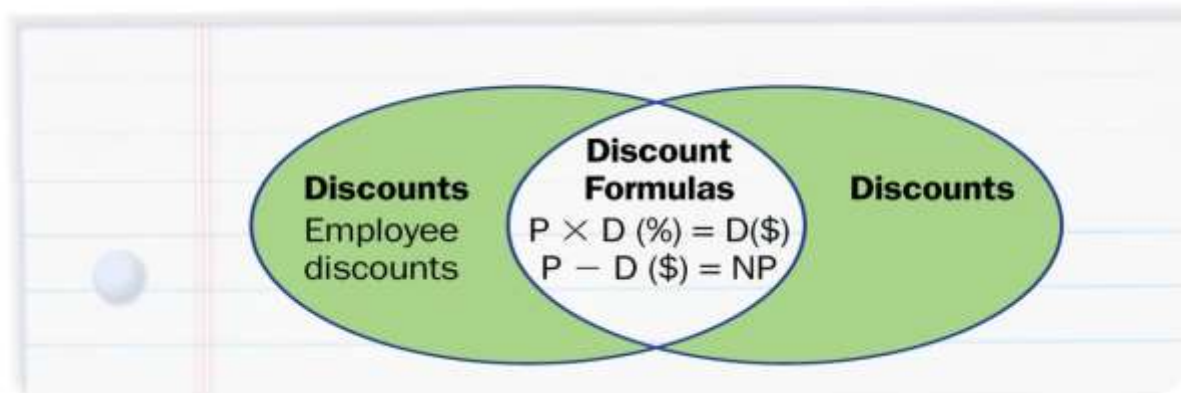 Discounts
Employee
discounts
Discount
Formulas
P × D (%) = D($)
P − D ($) = NP
Discounts